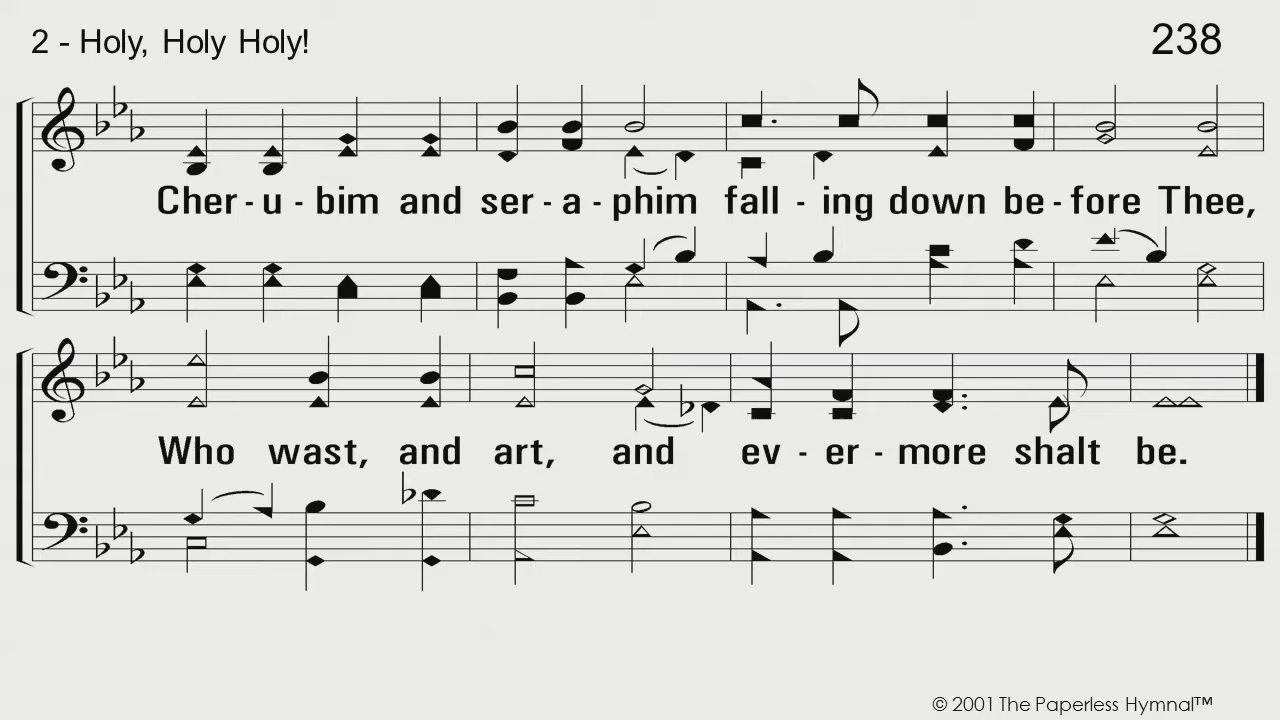 2 - Holy, Holy Holy!
238
Cher - u - bim and ser - a - phim fall - ing down be - fore Thee,
Who wast, and art, and ev - er - more shalt be.
© 2001 The Paperless Hymnal™